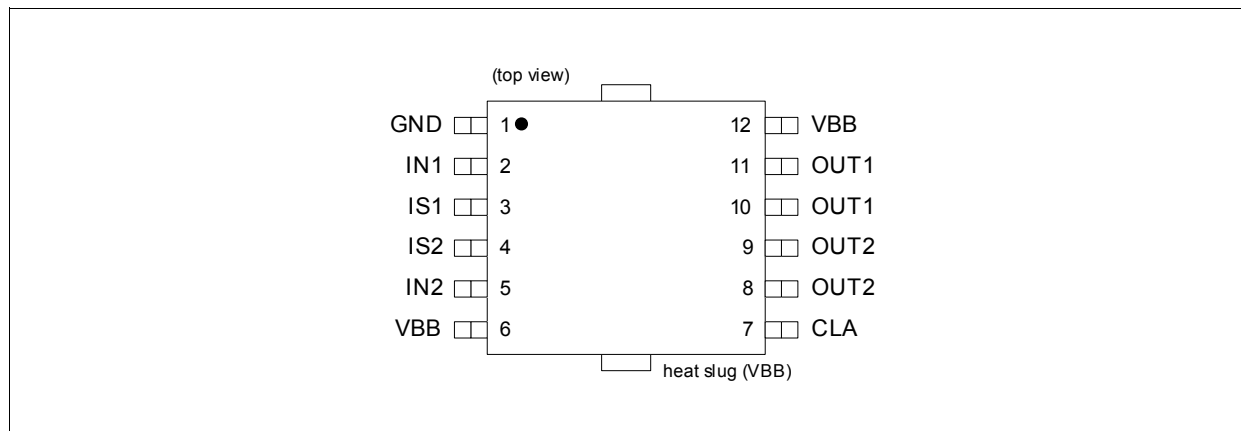 (top view)
GND 1 12 VBB
IN1 2 11 OUT1
IS1 3 10 OUT1
IS2 4 9 OUT2
IN2 5 8 OUT2
VBB 6 7 CLA
heat slug (VBB)